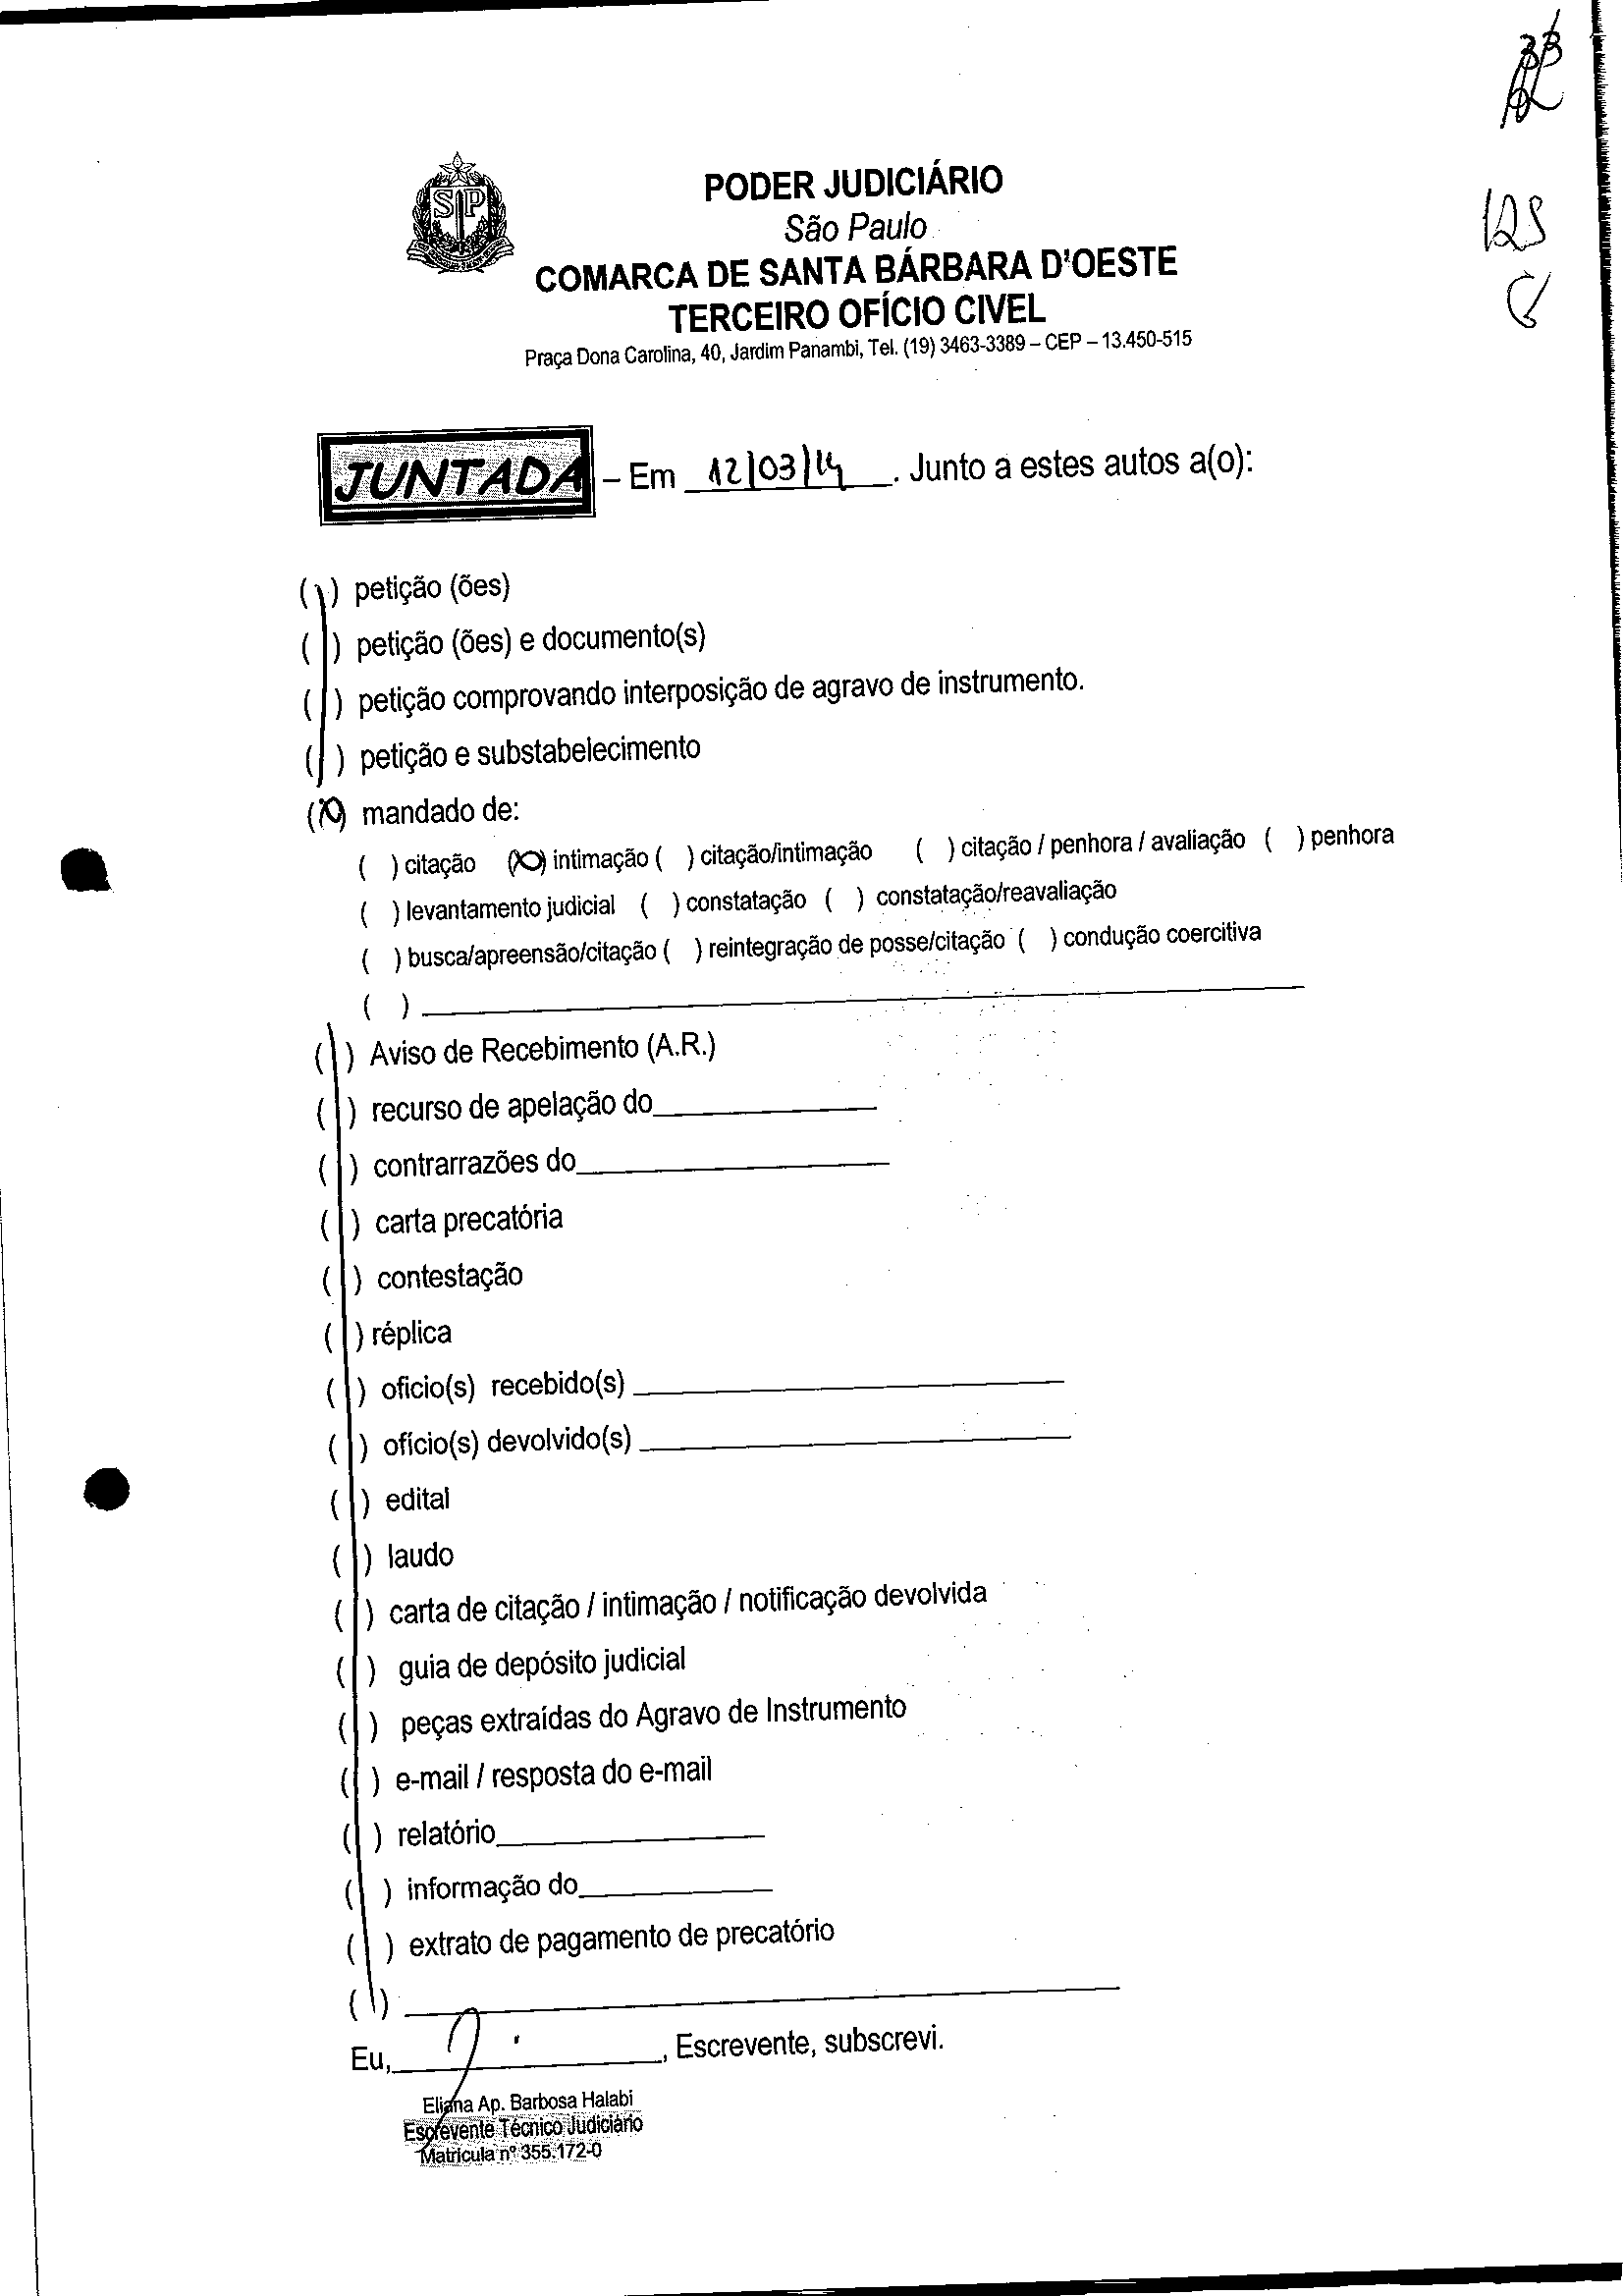 33
125
SP
PODER JUDICIÁRIO
São Paulo
COMARCA DE SANTA BÁRBARA D'OESTE
TERCEIRO OFÍCIO CIVEL
Praça Dona Carolina, 40, Jardim Panambi, Tel. (19) 3463-3389 – CEP – 13.450-515
JUNTADA – Em 12/03/14. Junto a estes autos a(o):
( ) petição (ões)
( ) petição (ões) e documento(s)
( ) petição comprovando interposição de agravo de instrumento.
( ) petição e substabelecimento
(X) mandado de:
( ) citação (X) intimação ( ) citação/intimação ( ) citação / penhora / avaliação ( ) penhora
( ) levantamento judicial ( ) constatação ( ) constatação/reavaliação
( ) busca/apreensão/citação ( ) reintegração de posse/citação ( ) condução coercitiva
( )
( ) Aviso de Recebimento (A.R.)
( ) recurso de apelação do
( ) contrarrazões do
( ) carta precatória
( ) contestação
( ) réplica
( ) oficio(s) recebido(s)
( ) ofício(s) devolvido(s)
( ) edital
( ) laudo
( ) carta de citação / intimação / notificação devolvida
( ) guia de depósito judicial
( ) peças extraídas do Agravo de Instrumento
( ) e-mail / resposta do e-mail
( ) relatório
( ) informação do
( ) extrato de pagamento de precatório
( )
Eu, , Escrevente, subscrevi.
Eliana Ap. Barbosa Halabi
Escrevente Técnico Judiciário
Matrícula nº 355.172-0